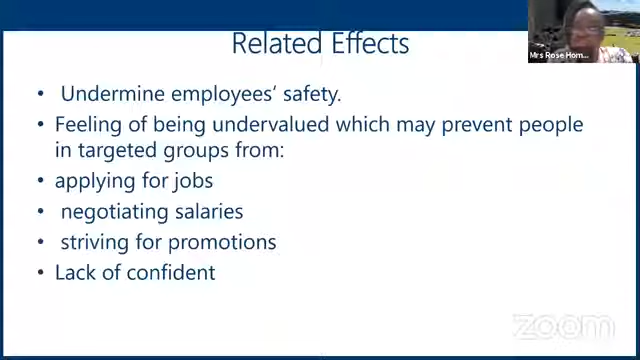 Related Effects
Mrs Rose Hom...
• Undermine employees‘ safety.
• Feeling of being undervalued which may prevent people
in targeted groups from:
• applying for jobs
• negotiating salaries
• striving for promotions
• Lack of confident
zoom